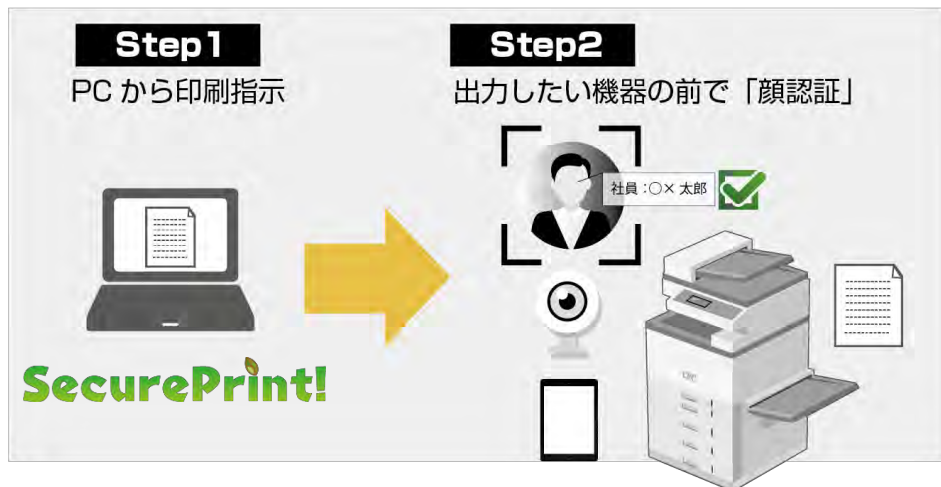 Step1
PC から印刷指示
SecurePrint!
Step2
出力したい機器の前で「顔認証」
社員:○× 太郎